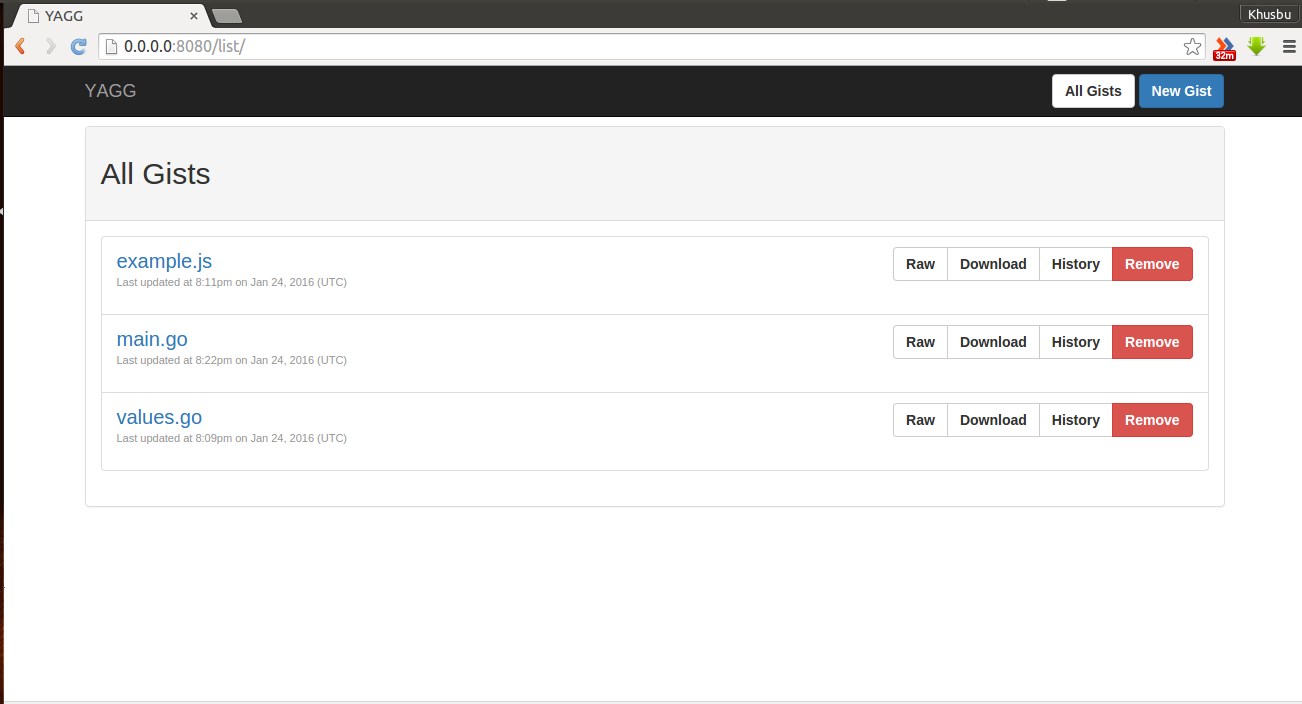 YAGG
Khusbu
0.0.0.0:8080/list/
32m
YAGG All Gists New Gist
All Gists
example.js Raw Download History Remove
Last updated at 8:11pm on Jan 24, 2016 (UTC)
main.go Raw Download History Remove
Last updated at 8:22pm on Jan 24, 2016 (UTC)
values.go Raw Download History Remove
Last updated at 8:09pm on Jan 24, 2016 (UTC)